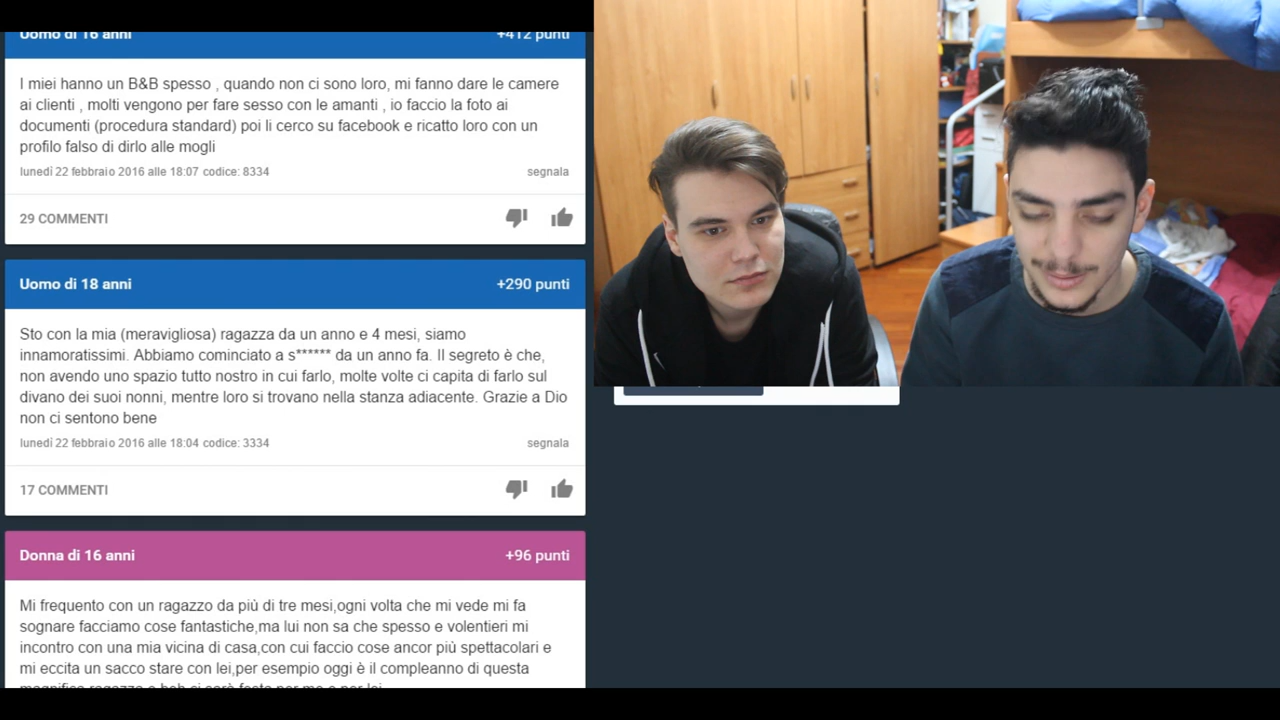 Uomo di 16 anni +412 punti
I miei hanno un B&B spesso , quando non ci sono loro, mi fanno dare le camere
ai clienti , molti vengono per fare sesso con le amanti , io faccio la foto ai
documenti (procedura standard) poi li cerco su facebook e ricatto loro con un
profilo falso di dirlo alle mogli
lunedì 22 febbraio 2016 alle 18:07 codice: 8334 segnala
29 COMMENTI
Uomo di 18 anni +290 punti
Sto con la mia (meravigliosa) ragazza da un anno e 4 mesi, siamo
innamoratissimi. Abbiamo cominciato a s****** da un anno fa. Il segreto è che,
non avendo uno spazio tutto nostro in cui farlo, molte volte ci capita di farlo sul
divano dei suoi nonni, mentre loro si trovano nella stanza adiacente. Grazie a Dio
non ci sentono bene
lunedì 22 febbraio 2016 alle 18:04 codice: 3334 segnala
17 COMMENTI
Donna di 16 anni +96 punti
Mi frequento con un ragazzo da più di tre mesi,ogni volta che mi vede mi fa
sognare facciamo cose fantastiche,ma lui non sa che spesso e volentieri mi
incontro con una mia vicina di casa,con cui faccio cose ancor più spettacolari e
mi eccita un sacco stare con lei,per esempio oggi è il compleanno di questa